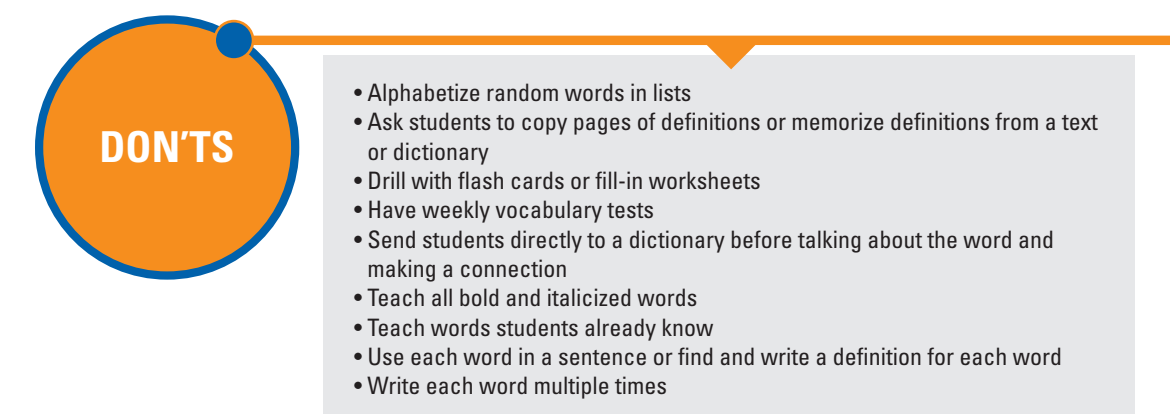 DON'TS
• Alphabetize random words in lists
• Ask students to copy pages of definitions or memorize definitions from a text
or dictionary
• Drill with flash cards or fill-in worksheets
• Have weekly vocabulary tests
• Send students directly to a dictionary before talking about the word and
making a connection
• Teach all bold and italicized words
• Teach words students already know
• Use each word in a sentence or find and write a definition for each word
• Write each word multiple times